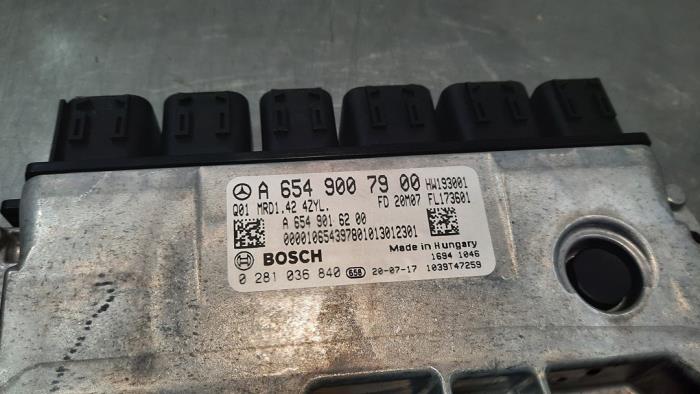 A 654 900 79 00 HW193001
Q01 MRD1.42 4ZYL. FD 20M07 FL173601
A 654 901 62 00
000010654397801013012301
BOSCH Made in Hungary
1694 1046
0 281 036 840 658 20-07-17 1039T47259